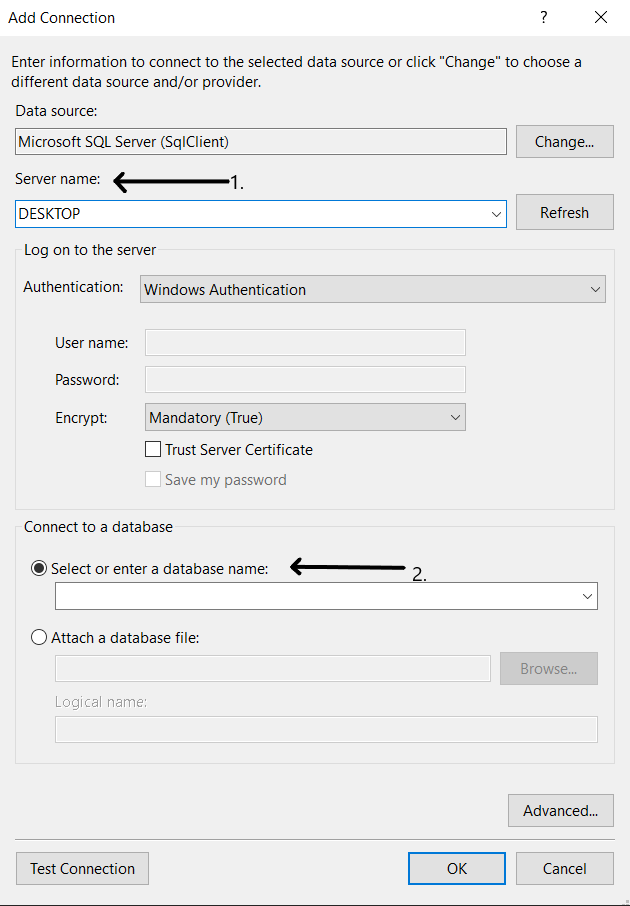 Add Connection ?
Enter information to connect to the selected data source or click "Change" to choose a
different data source and/or provider.
Data source:
Microsoft SQL Server (SqlClient) Change...
Server name: 1.
DESKTOP Refresh
Log on to the server
Authentication: Windows Authentication
User name:
Password:
Encrypt: Mandatory (True)
Trust Server Certificate
Save my password
Connect to a database
Select or enter a database name: 2.
Attach a database file:
Browse...
Logical name:
Advanced...
Test Connection OK Cancel